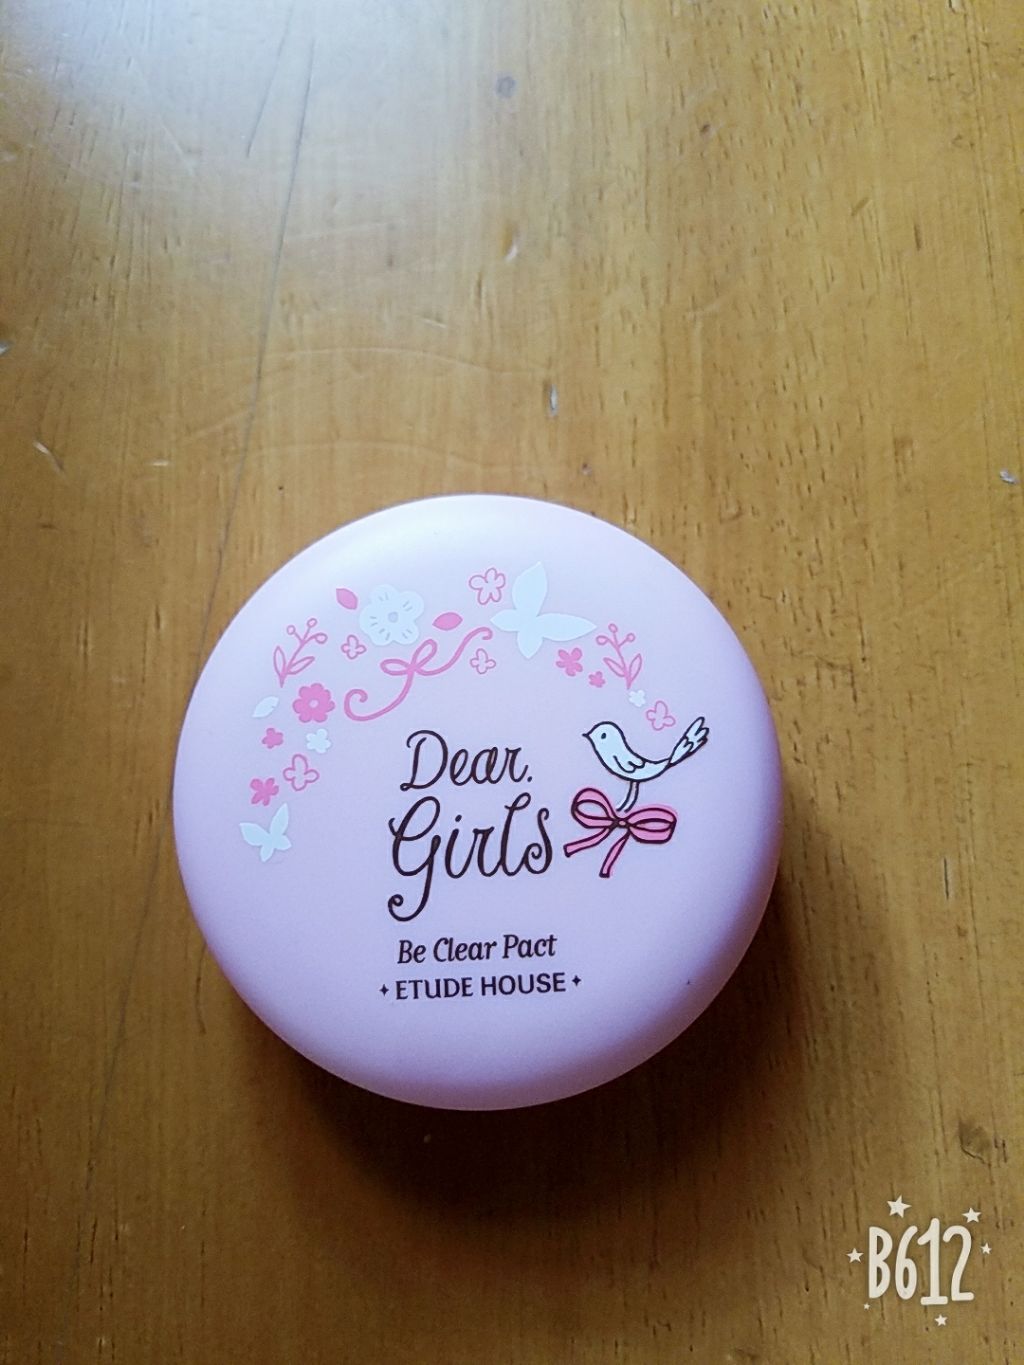 Dear.
Girls
Be Clear Pact
ETUDE HOUSE
B612